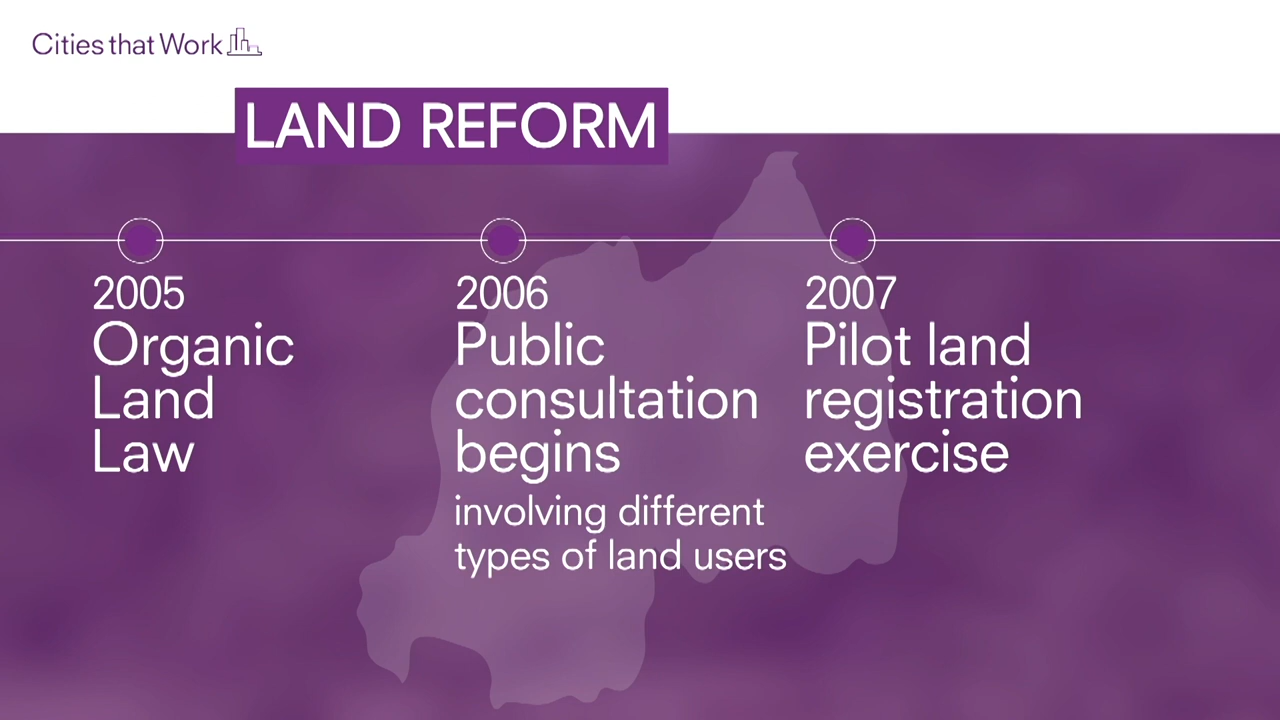 Cities that Work
LAND REFORM
2005
Organic
Land
Law
2006
Public
consultation
begins
involving different
types of land users
2007
Pilot land
registration
exercise